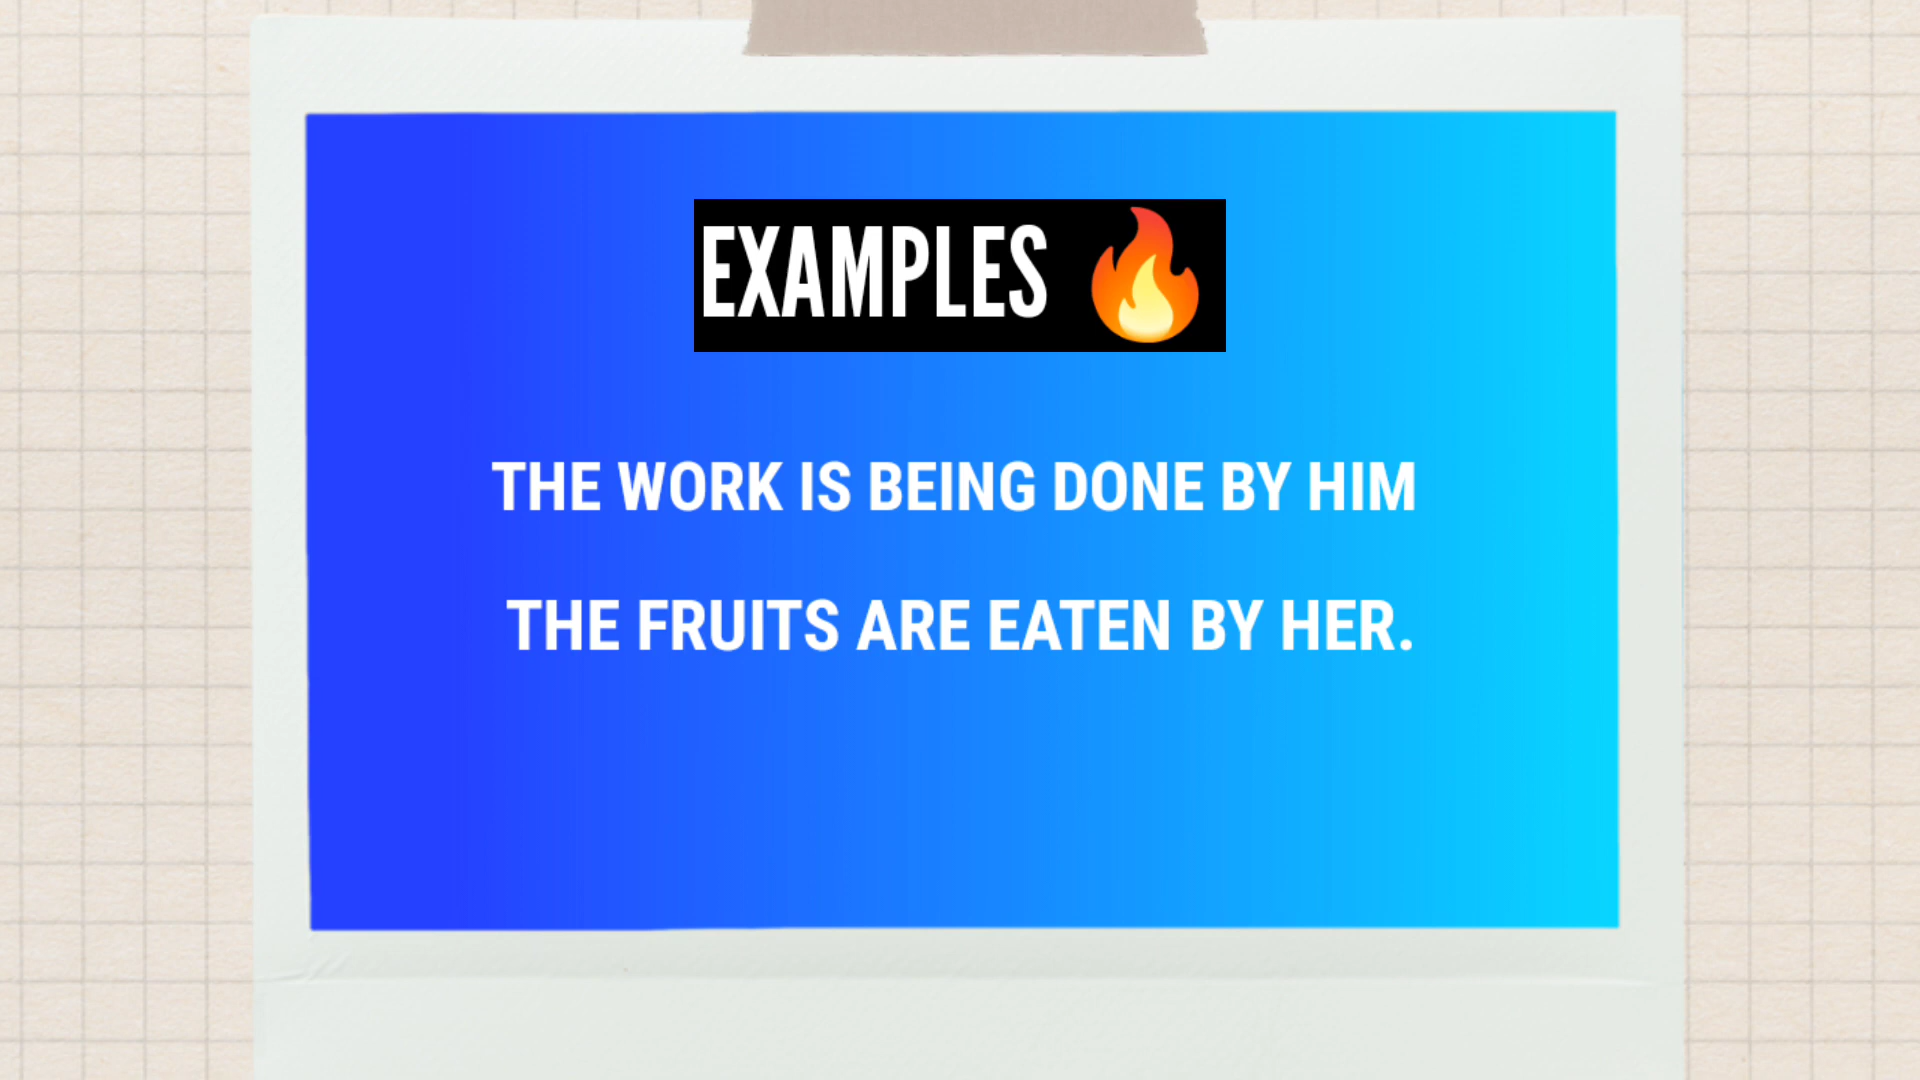 EXAMPLES 🔥
THE WORK IS BEING DONE BY HIM
THE FRUITS ARE EATEN BY HER.